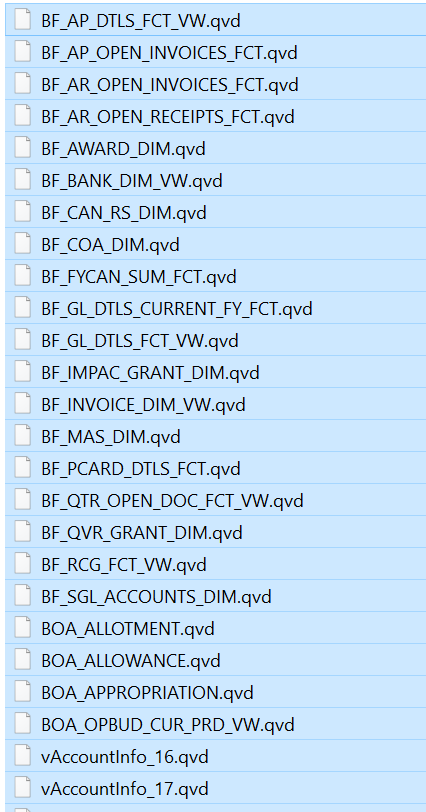 BF_AP_DTLS_FCT_VW.qvd
BF_AP_OPEN_INVOICES_FCT.qvd
BF_AR_OPEN_INVOICES_FCT.qvd
BF_AR_OPEN_RECEIPTS_FCT.qvd
BF_AWARD_DIM.qvd
BF_BANK_DIM_VW.qvd
BF_CAN_RS_DIM.qvd
BF_COA_DIM.qvd
BF_FYCAN_SUM_FCT.qvd
BF_GL_DTLS_CURRENT_FY_FCT.qvd
BF_GL_DTLS_FCT_VW.qvd
BF_IMPAC_GRANT_DIM.qvd
BF_INVOICE_DIM_VW.qvd
BF_MAS_DIM.qvd
BF_PCARD_DTLS_FCT.qvd
BF_QTR_OPEN_DOC_FCT_VW.qvd
BF_QVR_GRANT_DIM.qvd
BF_RCG_FCT_VW.qvd
BF_SGL_ACCOUNTS_DIM.qvd
BOA_ALLOTMENT.qvd
BOA_ALLOWANCE.qvd
BOA_APPROPRIATION.qvd
BOA_OPBUD_CUR_PRD_VW.qvd
vAccountInfo_16.qvd
vAccountInfo_17.qvd